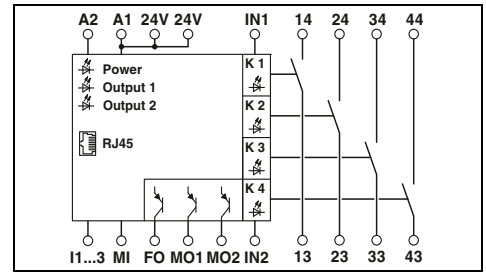 A2 A1 24V 24V IN1 14 24 34 44
Power
Output 1
Output 2
RJ45
K 1
K 2
K 3
K 4
I1...3 MI FO MO1 MO2 IN2 13 23 33 43